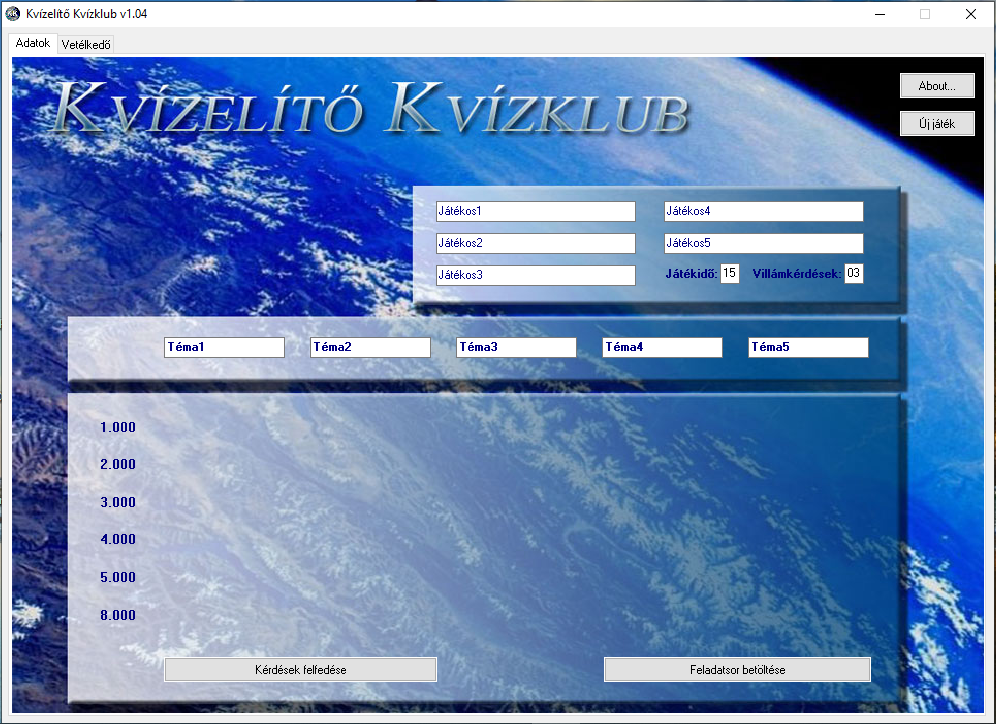 Kvízelítő Kvízklub v1.04
Adatok Vetélkedő
Kvízelítő Kvízklub
About...
Új játék
Játékos1 Játékos4
Játékos2 Játékos5
Játékos3 Játékidő: 15 Villámkérdések: 03
Téma1 Téma2 Téma3 Téma4 Téma5
1.000
2.000
3.000
4.000
5.000
8.000
Kérdések felfedése Feladatsor betöltése